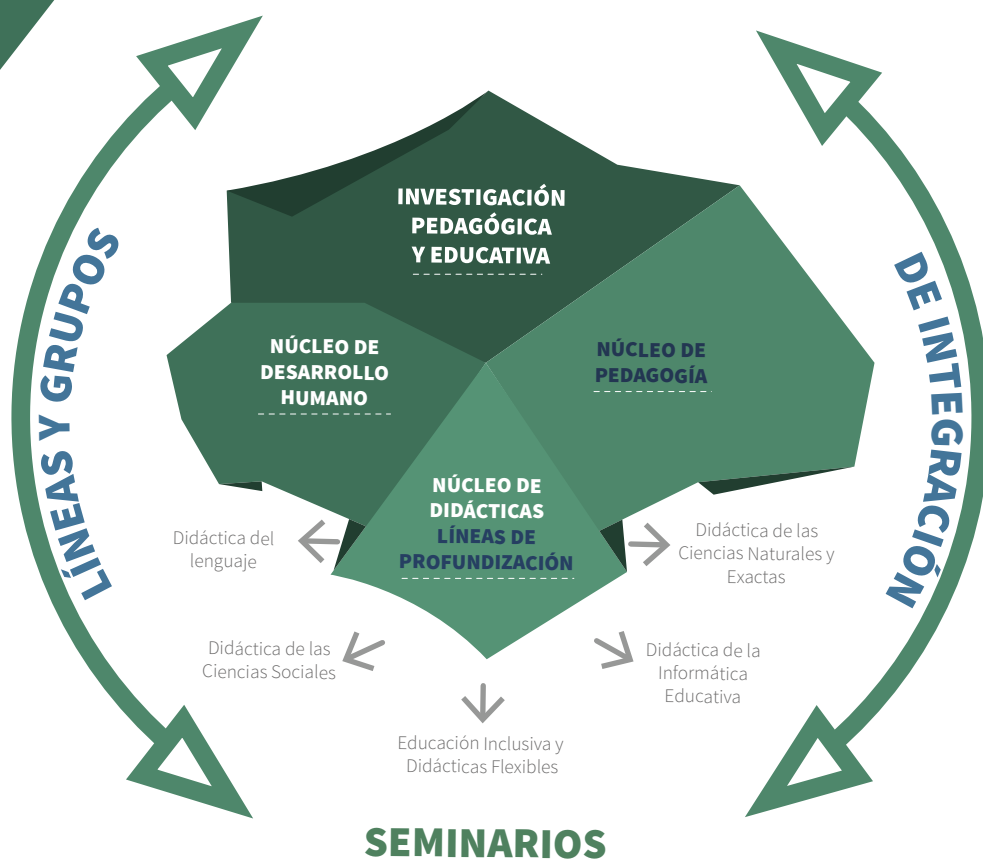 LÍNEAS Y GRUPOS
DE INTEGRACIÓN
INVESTIGACIÓN
PEDAGÓGICA
Y EDUCATIVA
NÚCLEO DE
DESARROLLO
HUMANO
NÚCLEO DE
PEDAGOGÍA
NÚCLEO DE
DIDÁCTICAS
LÍNEAS DE
PROFUNDIZACIÓN
Didáctica del
lenguaje
Didáctica de las
Ciencias Naturales y
Exactas
Didáctica de las
Ciencias Sociales
Didáctica de la
Informática
Educativa
Educación Inclusiva y
Didácticas Flexibles
SEMINARIOS